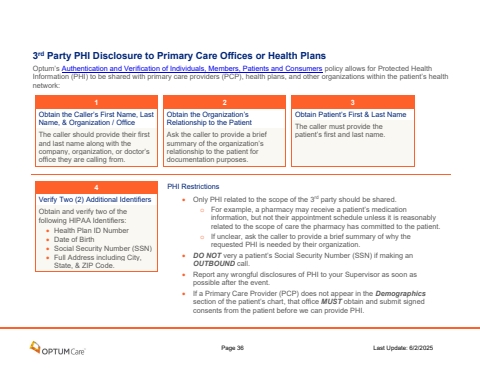 3rd Party PHI Disclosure to Primary Care Offices or Health Plans
Optum's Authentication and Verification of Individuals, Members, Patients and Consumers policy allows for Protected Health
Information (PHI) to be shared with primary care providers (PCP), health plans, and other organizations within the patient's health
network:
1
Obtain the Caller's First Name, Last
Name, & Organization / Office
The caller should provide their first
and last name along with the
company, organization, or doctor's
office they are calling from.
2
Obtain the Organization's
Relationship to the Patient
Ask the caller to provide a brief
summary of the organization's
relationship to the patient for
documentation purposes.
3
Obtain Patient's First & Last Name
The caller must provide the
patient's first and last name.
4
Verify Two (2) Additional Identifiers
Obtain and verify two of the
following HIPAA Identifiers:
• Health Plan ID Number
• Date of Birth
• Social Security Number (SSN)
• Full Address including City,
State, & ZIP Code.
PHI Restrictions
• Only PHI related to the scope of the 3rd party should be shared.
o For example, a pharmacy may receive a patient's medication
information, but not their appointment schedule unless it is reasonably
related to the scope of care the pharmacy has committed to the patient.
o If unclear, ask the caller to provide a brief summary of why the
requested PHI is needed by their organization.
• DO NOT very a patient's Social Security Number (SSN) if making an
OUTBOUND call.
• Report any wrongful disclosures of PHI to your Supervisor as soon as
possible after the event.
• If a Primary Care Provider (PCP) does not appear in the Demographics
section of the patient's chart, that office MUST obtain and submit signed
consents from the patient before we can provide PHI.
OPTUMCare
Page 36
Last Update: 6/2/2025